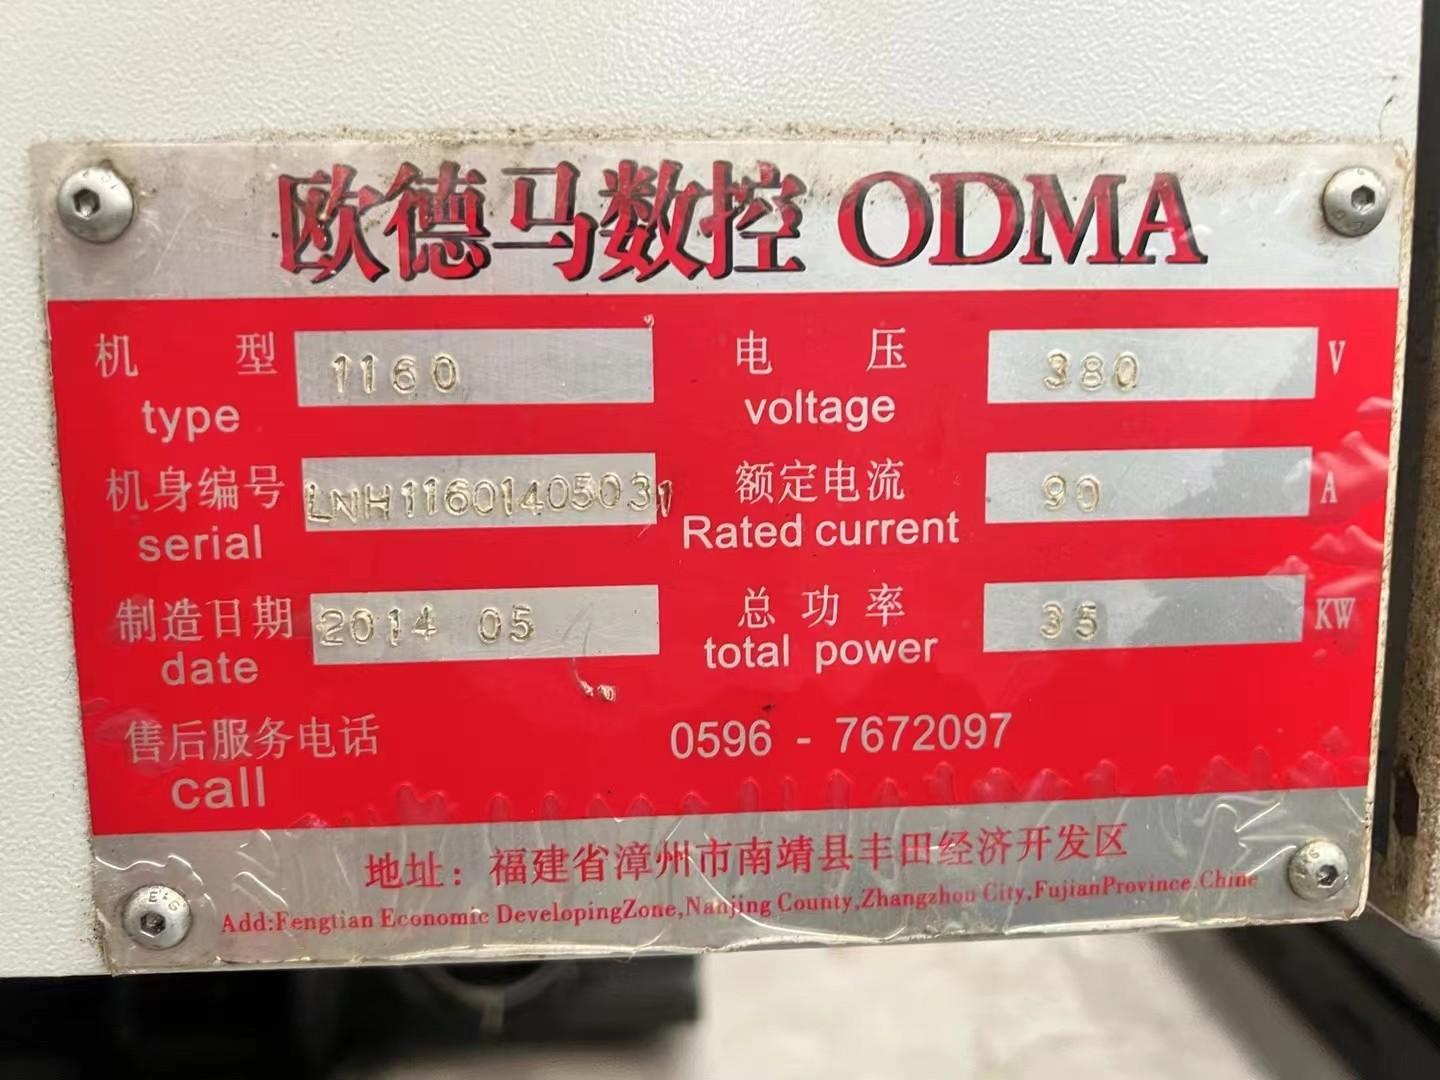 欧德马数控 ODMA
机 型 1160 电 压 380 V
type voltage
机身编号 LNH11601405031 额定电流 90 A
serial Rated current
制造日期 2014 05 总功率 35 KW
date total power
售后服务电话 0596 - 7672097
call
地址：福建省漳州市南靖县丰田经济开发区
Add:Fengtian Economic DevelopingZone,Nanjing County,Zhangzhou City,FujianProvince.Chine